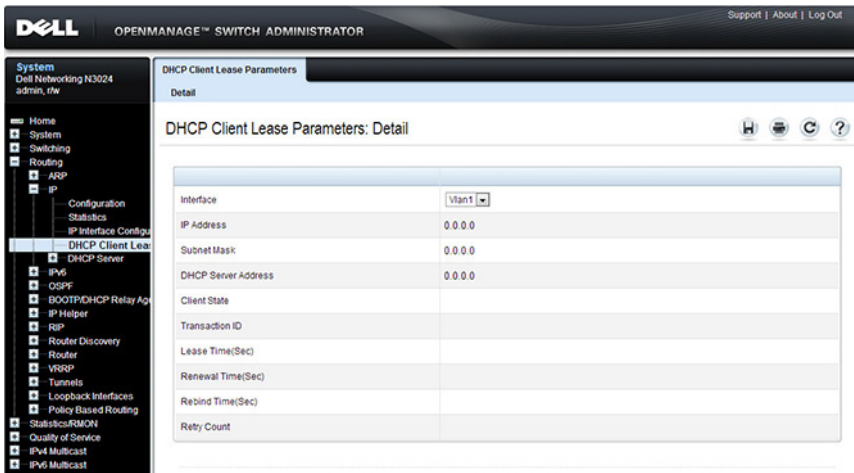 Support | About | Log Out
DELL OPENMANAGE™ SWITCH ADMINISTRATOR
System
Dell Networking N3024
admin, r/w
Home
System
Switching
Routing
ARP
IP
Configuration
Statistics
IP Interface Configu
DHCP Client Leas
DHCP Server
IPv6
OSPF
BOOTP/DHCP Relay Age
IP Helper
RIP
Router Discovery
Router
VRRP
Tunnels
Loopback Interfaces
Policy Based Routing
Statistics/RMON
Quality of Service
IPv4 Multicast
IPv6 Multicast
DHCP Client Lease Parameters
Detail
DHCP Client Lease Parameters: Detail
H C ?
Interface Vlan1
IP Address 0.0.0.0
Subnet Mask 0.0.0.0
DHCP Server Address 0.0.0.0
Client State
Transaction ID
Lease Time(Sec)
Renewal Time(Sec)
Rebind Time(Sec)
Retry Count